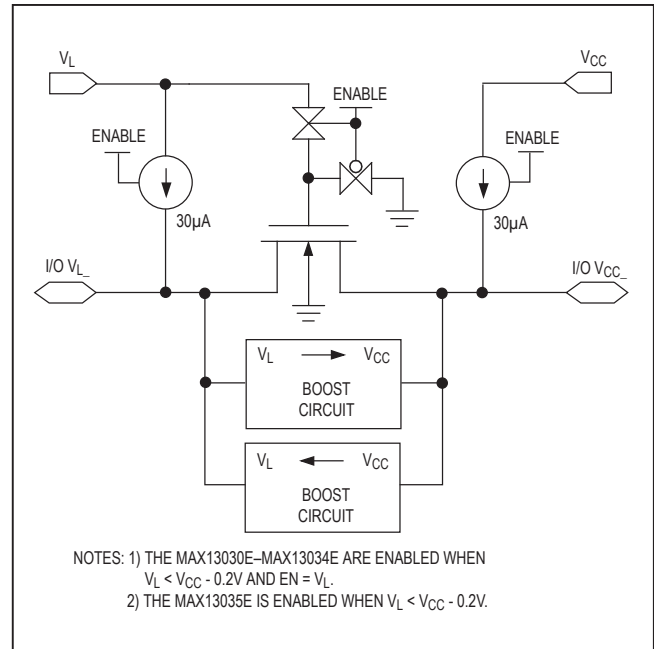 V_L
V_CC
ENABLE
ENABLE
ENABLE
30µA
30µA
I/O V_L_
I/O V_CC_
V_L → V_CC
BOOST
CIRCUIT
V_L ← V_CC
BOOST
CIRCUIT
NOTES: 1) THE MAX13030E–MAX13034E ARE ENABLED WHEN
V_L < V_CC - 0.2V AND EN = V_L.
2) THE MAX13035E IS ENABLED WHEN V_L < V_CC - 0.2V.